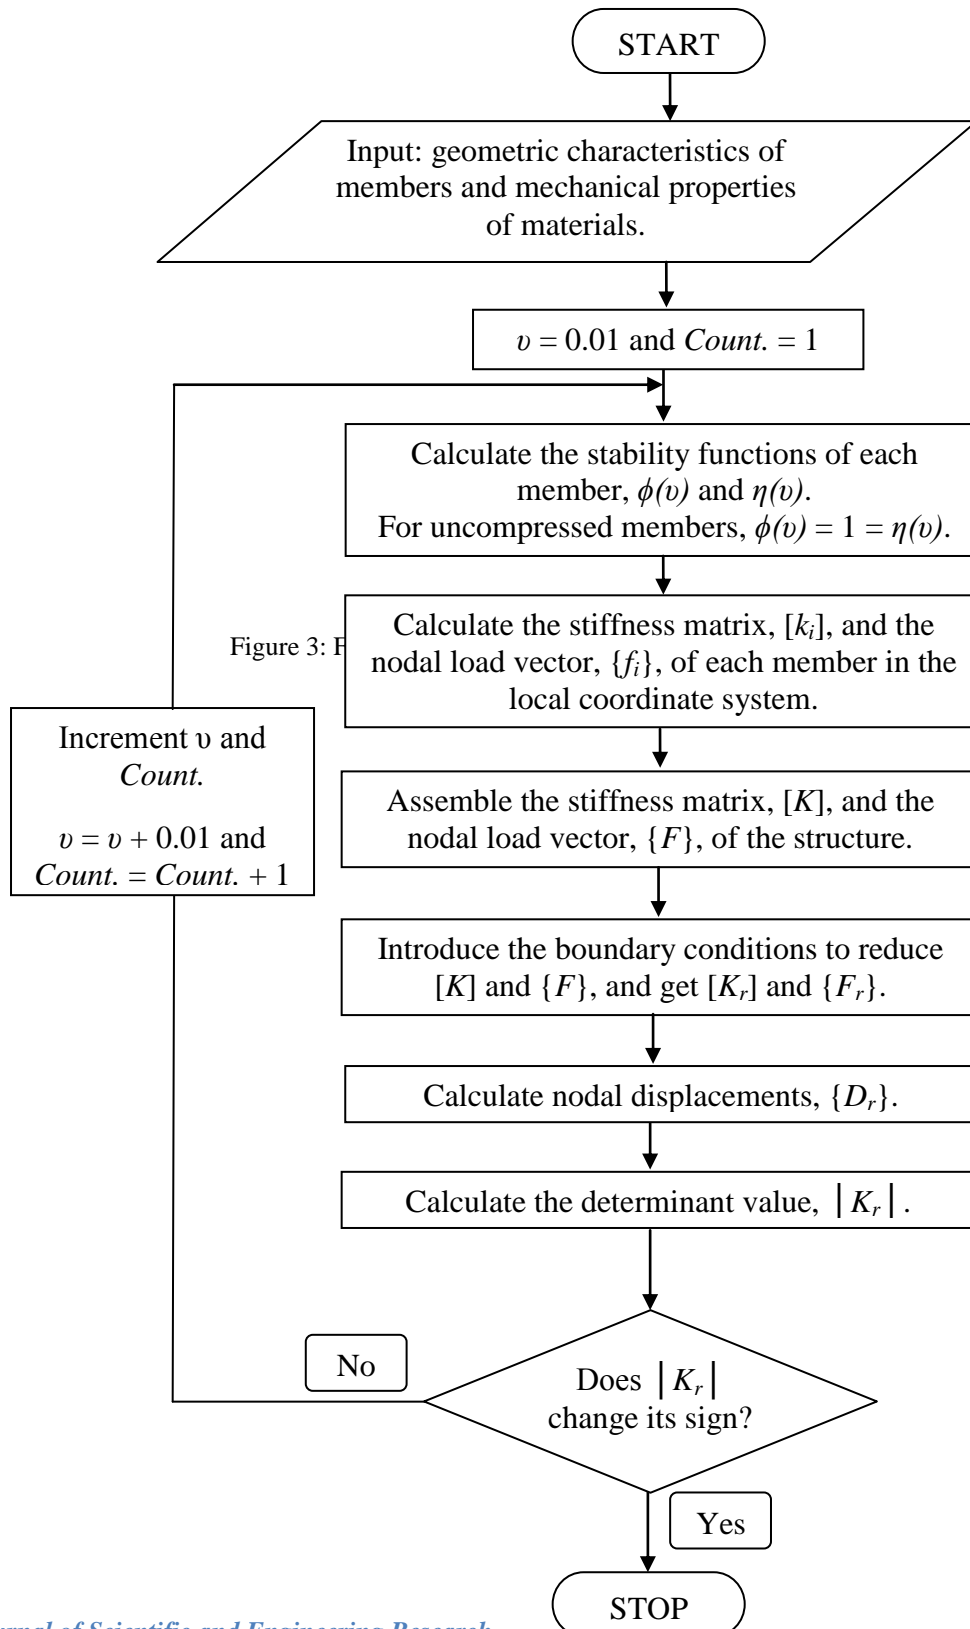 START
Input: geometric characteristics of
members and mechanical properties
of materials.
υ = 0.01 and Count. = 1
Calculate the stability functions of each
member, ϕ(υ) and η(υ).
For uncompressed members, ϕ(υ) = 1 = η(υ).
Figure 3:
Calculate the stiffness matrix, [kᵢ], and the
nodal load vector, {fᵢ}, of each member in the
local coordinate system.
Increment υ and
Count.
υ = υ + 0.01 and
Count. = Count. + 1
Assemble the stiffness matrix, [K], and the
nodal load vector, {F}, of the structure.
Introduce the boundary conditions to reduce
[K] and {F}, and get [Kᵣ] and {Fᵣ}.
Calculate nodal displacements, {Dᵣ}.
Calculate the determinant value, |Kᵣ|.
No
Does |Kᵣ|
change its sign?
Yes
STOP
of Scientific and Engineering Research